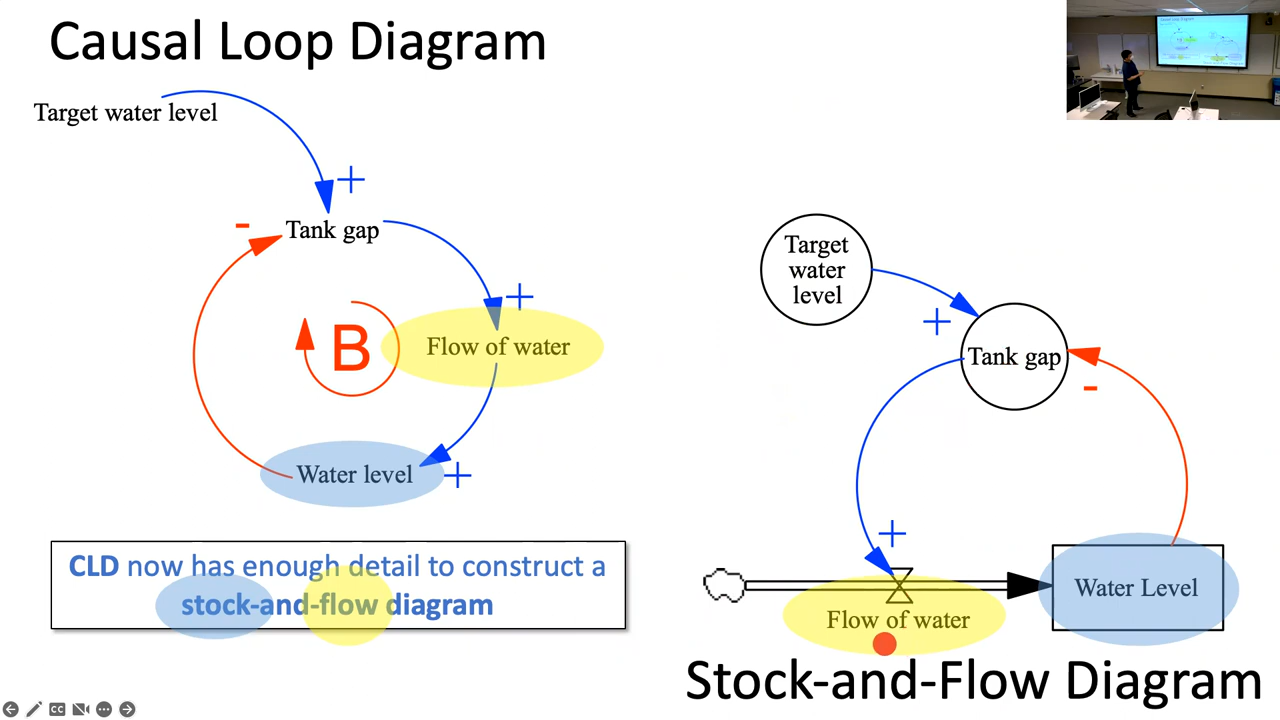 Causal Loop Diagram
Target water level
+
-
Tank gap
+
B
Flow of water
Water level
+
CLD now has enough detail to construct a
stock-and-flow diagram
Target
water
level
+
Tank gap
-
+
Flow of water
Water Level
Stock-and-Flow Diagram
CC